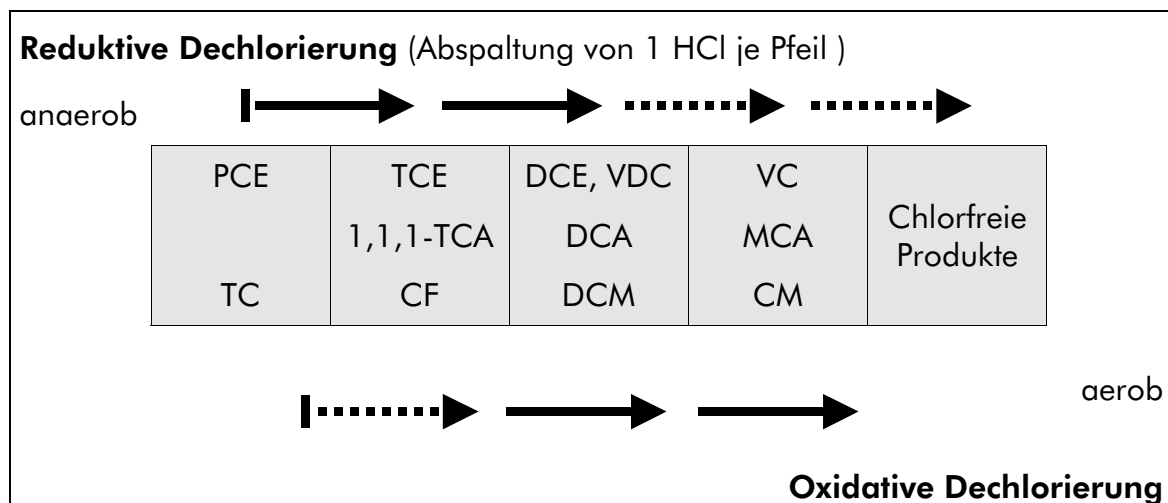 Reduktive Dechlorierung (Abspaltung von 1 HCl je Pfeil )
anaerob
PCE TCE DCE, VDC VC
1,1,1-TCA DCA MCA Chlorfreie Produkte
TC CF DCM CM
aerob
Oxidative Dechlorierung